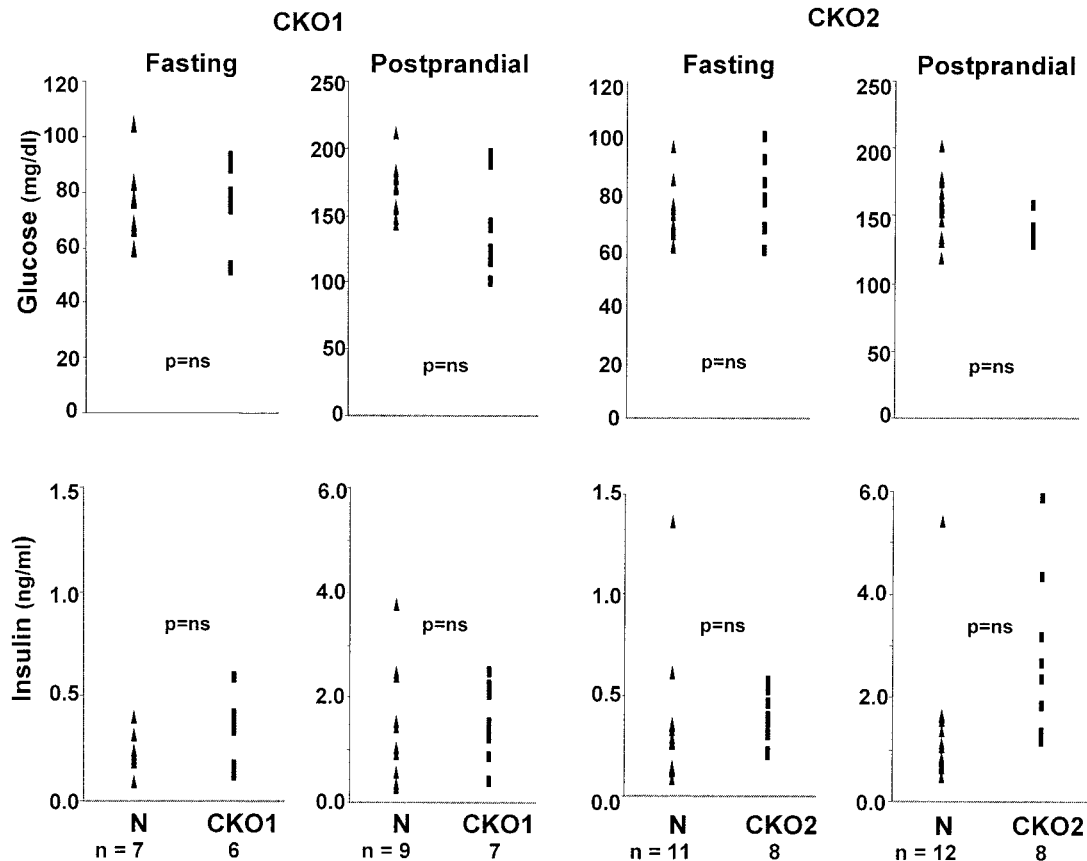 CKO1
CKO2
Fasting
Postprandial
Fasting
Postprandial
Glucose (mg/dl)
120
100
80
60
40
20
0
p=ns
250
200
150
100
50
0
p=ns
120
100
80
60
40
20
0
p=ns
250
200
150
100
50
0
p=ns
Insulin (ng/ml)
1.5
1.0
0.5
0.0
p=ns
6.0
4.0
2.0
0.0
p=ns
1.5
1.0
0.5
0.0
p=ns
6.0
4.0
2.0
0.0
p=ns
N CKO1 N CKO1 N CKO2 N CKO2
n = 7 6 n = 9 7 n = 11 8 n = 12 8